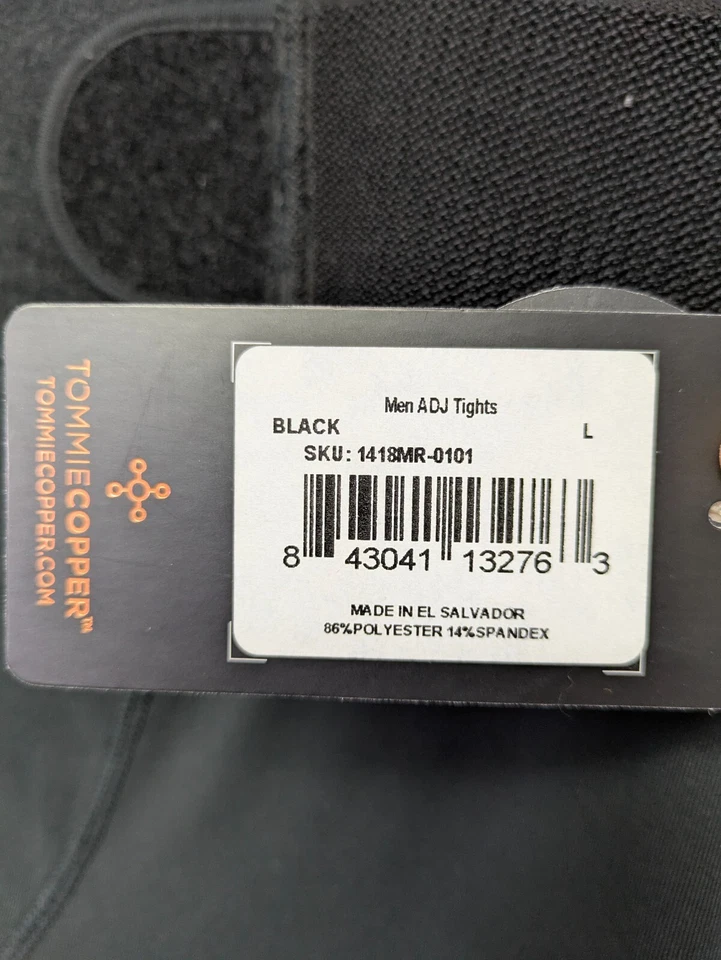 TOMMIECOPPER™
TOMMIECOPPER.COM
Men ADJ Tights
BLACK L
SKU: 1418MR-0101
8 43041 13276 3
MADE IN EL SALVADOR
86%POLYESTER 14%SPANDEX